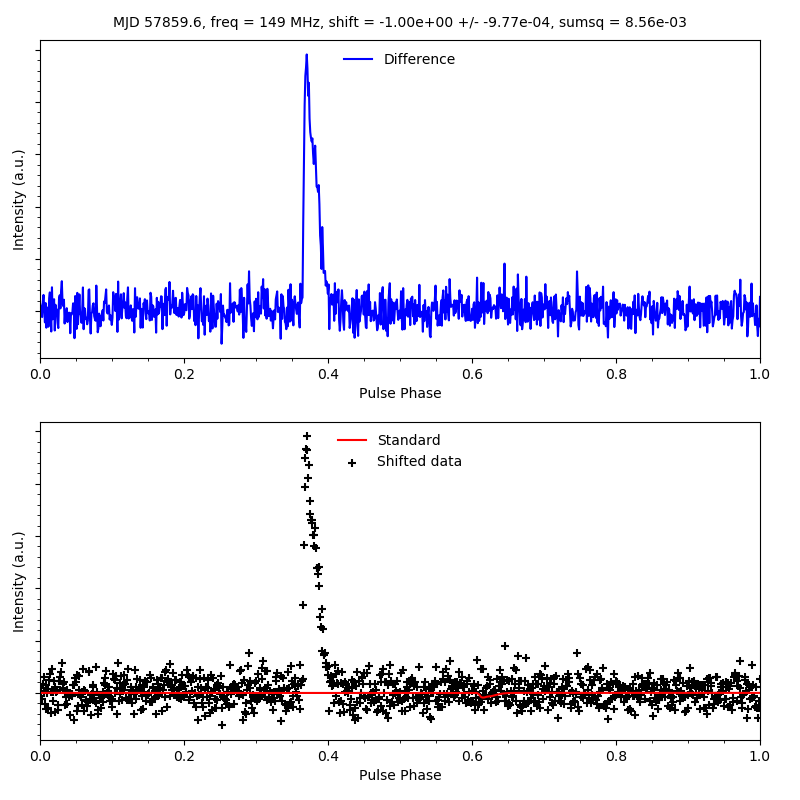 MJD 57859.6, freq = 149 MHz, shift = -1.00e+00 +/- -9.77e-04, sumsq = 8.56e-03
Difference
Intensity (a.u.)
0.0 0.2 0.4 0.6 0.8 1.0
Pulse Phase
Standard
Shifted data
Intensity (a.u.)
0.0 0.2 0.4 0.6 0.8 1.0
Pulse Phase